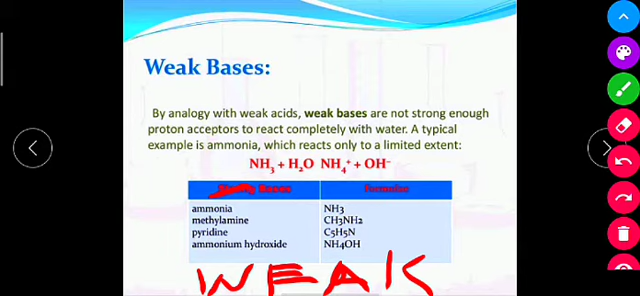 Weak Bases:
By analogy with weak acids, weak bases are not strong enough
proton acceptors to react completely with water. A typical
example is ammonia, which reacts only to a limited extent:
NH₃ + H₂O NH₄⁺ + OH⁻
Bases Formulas
ammonia NH3
methylamine CH3NH2
pyridine C5H5N
ammonium hydroxide NH4OH
WEAK